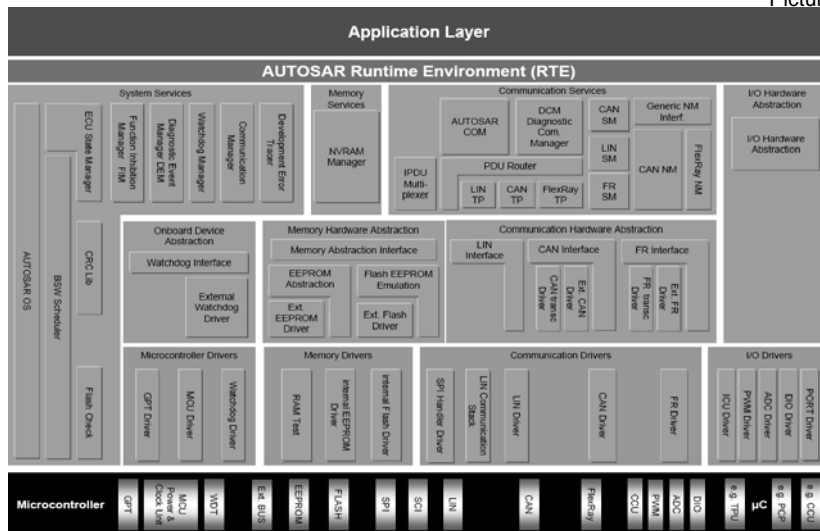 Pictur
Application Layer
AUTOSAR Runtime Environment (RTE)
System Services
AUTOSAR OS
BSW Scheduler
ECU State Manager
CRC Lib
Flash Check
Function Inhibition
Manager FIM
Diagnostic Event
Manager DEM
Watchdog Manager
Communication
Manager
Development Error
Tracer
Memory
Services
NVRAM
Manager
Communication Services
IPDU
Multi-
plexer
AUTOSAR
COM
DCM
Diagnostic
Com.
Manager
PDU Router
LIN
TP
CAN
TP
FlexRay
TP
CAN
SM
LIN
SM
FR
SM
Generic NM
Interf.
CAN NM
FlexRay NM
I/O Hardware
Abstraction
I/O Hardware
Abstraction
Onboard Device
Abstraction
Watchdog Interface
External
Watchdog
Driver
Memory Hardware Abstraction
Memory Abstraction Interface
EEPROM
Abstraction
Ext.
EEPROM
Driver
Flash EEPROM
Emulation
Ext. Flash
Driver
Communication Hardware Abstraction
LIN
Interface
CAN Interface
CAN transc
Driver
Ext. CAN
Driver
FR Interface
FR transc
Driver
Ext. FR
Driver
Microcontroller Drivers
GPT Driver
MCU Driver
Watchdog Driver
Memory Drivers
RAM Test
internal EEPROM
Driver
internal Flash Driver
Communication Drivers
SPI Handler Driver
LIN Communication
Stack
LIN Driver
CAN Driver
FR Driver
I/O Drivers
ICU Driver
PWM Driver
ADC Driver
DIO Driver
PORT Driver
Microcontroller
GPT
MCU
Power &
Clock Unit
WDT
Ext. BUS
EEPROM
FLASH
SPI
SCI
LIN
CAN
FlexRay
CCU
PWM
ADC
DIO
e.g. TPU
µC
e.g. PCP
e.g. CCU